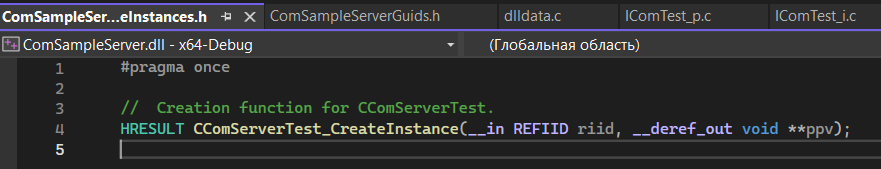 ComSampleSer...eInstances.h
ComSampleServerGuids.h
dlldata.c
IComTest_p.c
IComTest_i.c
ComSampleServer.dll - x64-Debug
(Глобальная область)
1 #pragma once
2
3 //  Creation function for CComServerTest.
4 HRESULT CComServerTest_CreateInstance(__in REFIID riid, __deref_out void **ppv);
5